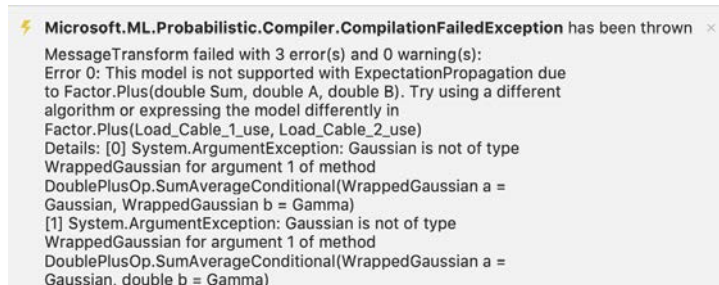 Microsoft.ML.Probabilistic.Compiler.CompilationFailedException has been thrown ×
MessageTransform failed with 3 error(s) and 0 warning(s):
Error 0: This model is not supported with ExpectationPropagation due
to Factor.Plus(double Sum, double A, double B). Try using a different
algorithm or expressing the model differently in
Factor.Plus(Load_Cable_1_use, Load_Cable_2_use)
Details: [0] System.ArgumentException: Gaussian is not of type
WrappedGaussian for argument 1 of method
DoublePlusOp.SumAverageConditional(WrappedGaussian a =
Gaussian, WrappedGaussian b = Gamma)
[1] System.ArgumentException: Gaussian is not of type
WrappedGaussian for argument 1 of method
DoublePlusOp.SumAverageConditional(WrappedGaussian a =
Gaussian, double b = Gamma)